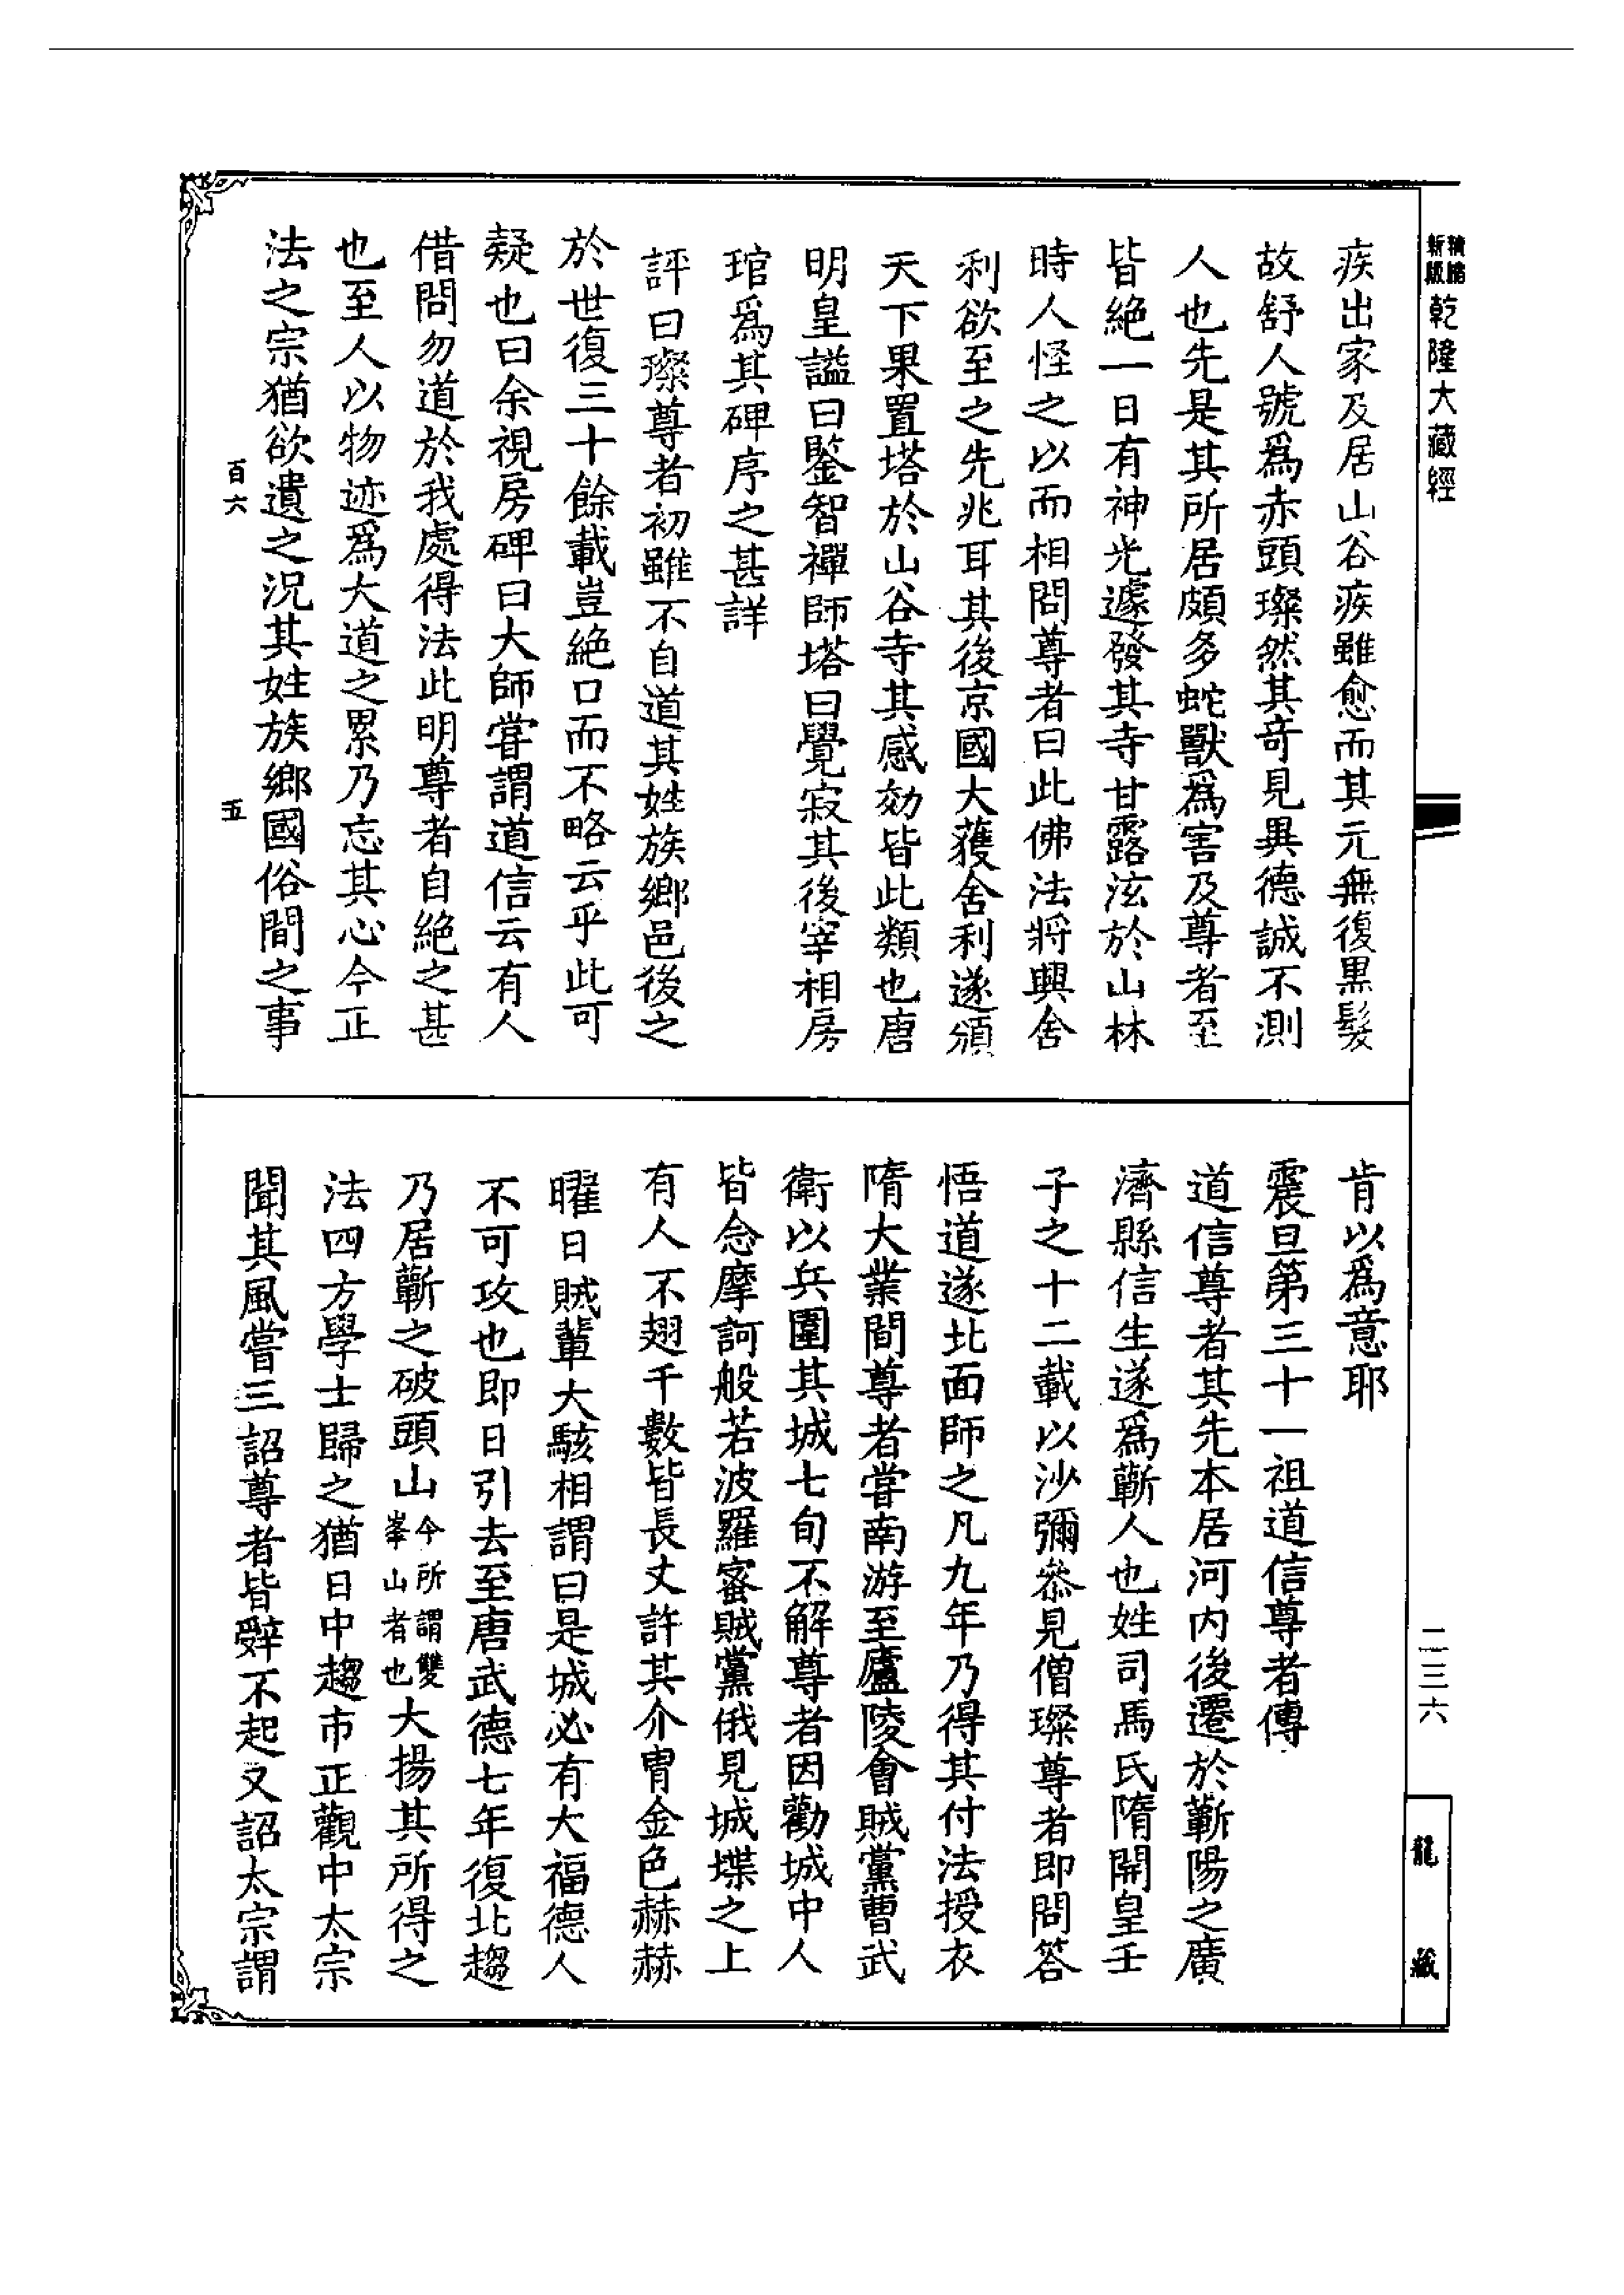 精縮新版乾隆大藏經
疾出家及居山谷疾雖愈而其元無復黒髮
故舒人號爲赤頭璨然其竒見異德誠不測
人也先是其所居頗多蛇獸爲害及尊者至
皆絶一日有神光遽發其寺甘露泫於山林
時人怪之以而相問尊者曰此佛法將興舍
利欲至之先兆耳其後京國大獲舍利遂頒
天下果置塔於山谷寺其感効皆此類也唐
明皇謚曰鑒智禪師塔曰覺寂其後宰相房
琯爲其碑序之甚詳
評曰璨尊者初雖不自道其姓族鄉邑後之
於世復三十餘載豈絶口而不略云乎此可
疑也曰余視房碑曰大師甞謂道信云有人
借問勿道於我處得法此明尊者自絶之甚
也至人以物迹爲大道之累乃忘其心今正
法之宗猶欲遺之況其姓族鄉國俗間之事
百六 五
肯以爲意耶
震旦第三十一祖道信尊者傳
道信尊者其先本居河内後遷於蘄陽之廣
濟縣信生遂爲蘄人也姓司馬氏隋開皇壬
子之十二載以沙彌叅見僧璨尊者即問答
悟道遂北面師之凡九年乃得其付法授衣
隋大業間尊者甞南游至廬陵會賊黨曹武
衛以兵圍其城七旬不解尊者因勸城中人
皆念摩訶般若波羅蜜賊黨俄見城堞之上
有人不翅千數皆長丈許其介胄金色赫赫
曜日賊輩大駭相謂曰是城必有大福德人
不可攻也即日引去至唐武德七年復北趨
乃居蘄之破頭山今所謂雙峯山者也大揚其所得之
法四方學士歸之猶日中趨市正觀中太宗
聞其風嘗三詔尊者皆辭不起又詔太宗謂
二三六
龍藏